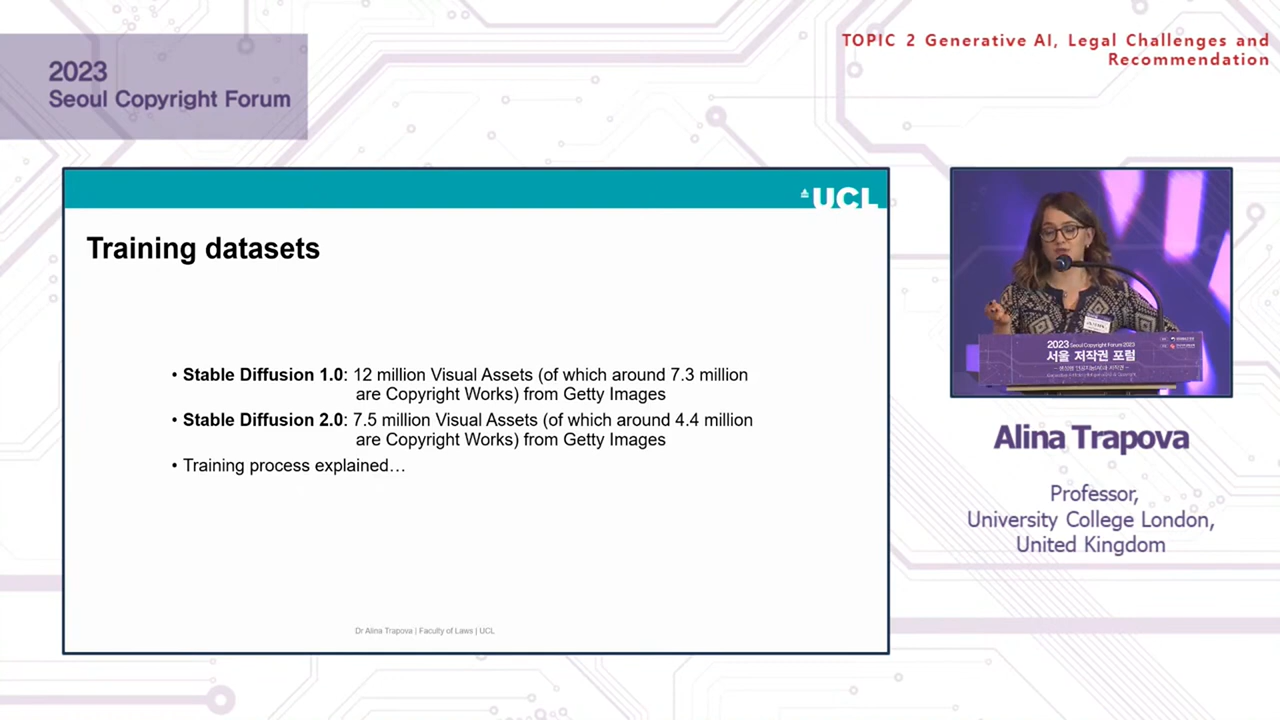 TOPIC 2 Generative AI, Legal Challenges and
Recommendation
2023
Seoul Copyright Forum
UCL
Training datasets
• Stable Diffusion 1.0: 12 million Visual Assets (of which around 7.3 million
are Copyright Works) from Getty Images
• Stable Diffusion 2.0: 7.5 million Visual Assets (of which around 4.4 million
are Copyright Works) from Getty Images
• Training process explained…
Dr Alina Trapova | Faculty of Laws | UCL
2023 Seoul Copyright Forum 2023
서울 저작권 포럼
Alina Trapova
Professor,
University College London,
United Kingdom